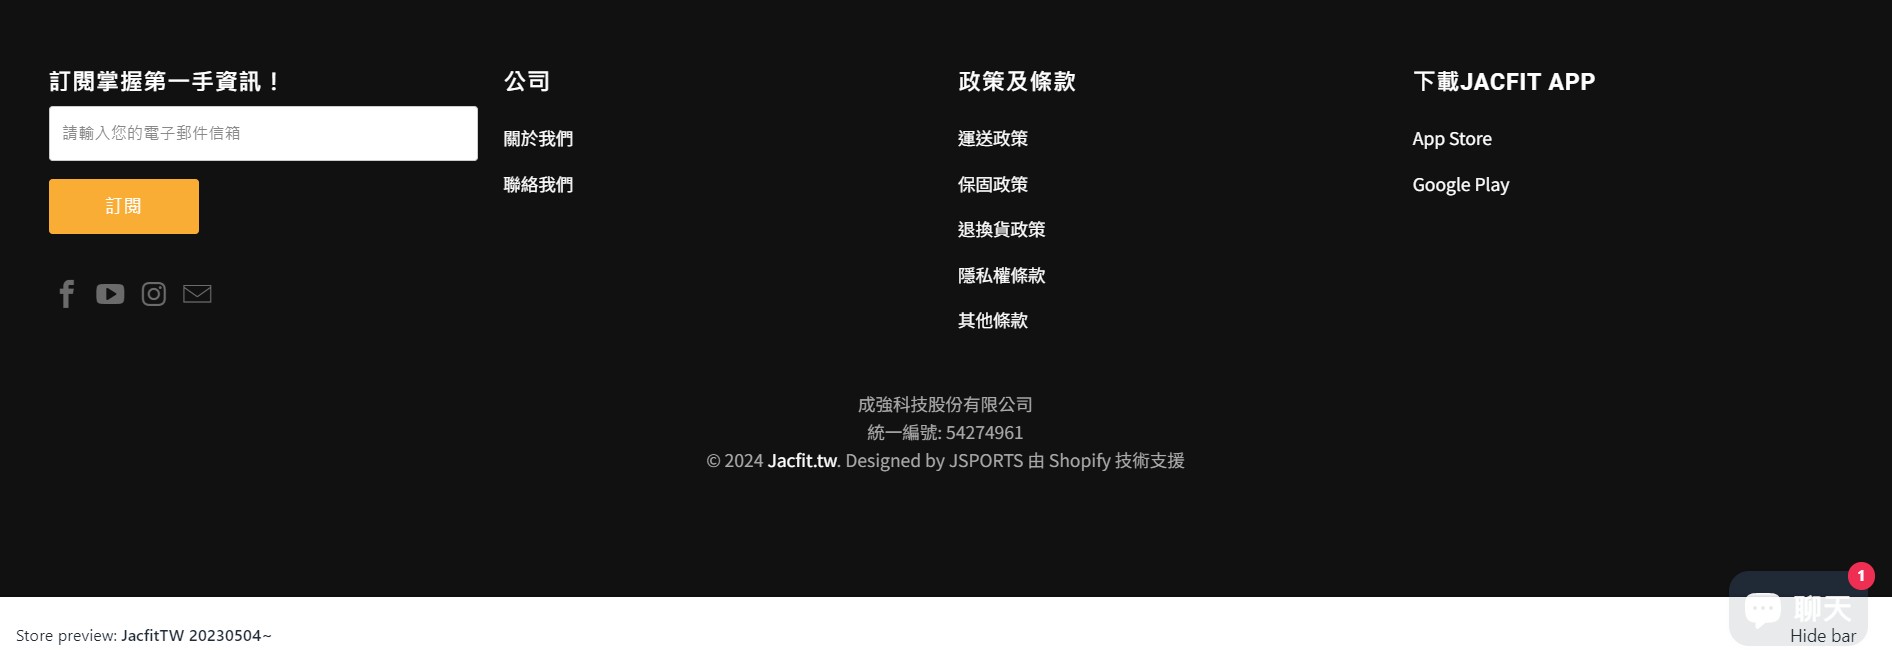 訂閱掌握第一手資訊！
請輸入您的電子郵件信箱
訂閱
公司
關於我們
聯絡我們
政策及條款
運送政策
保固政策
退換貨政策
隱私權條款
其他條款
下載JACFIT APP
App Store
Google Play
成強科技股份有限公司
統一編號: 54274961
© 2024 Jacfit.tw. Designed by JSPORTS 由 Shopify 技術支援
1
聊天
Store preview: JacfitTW 20230504~
Hide bar